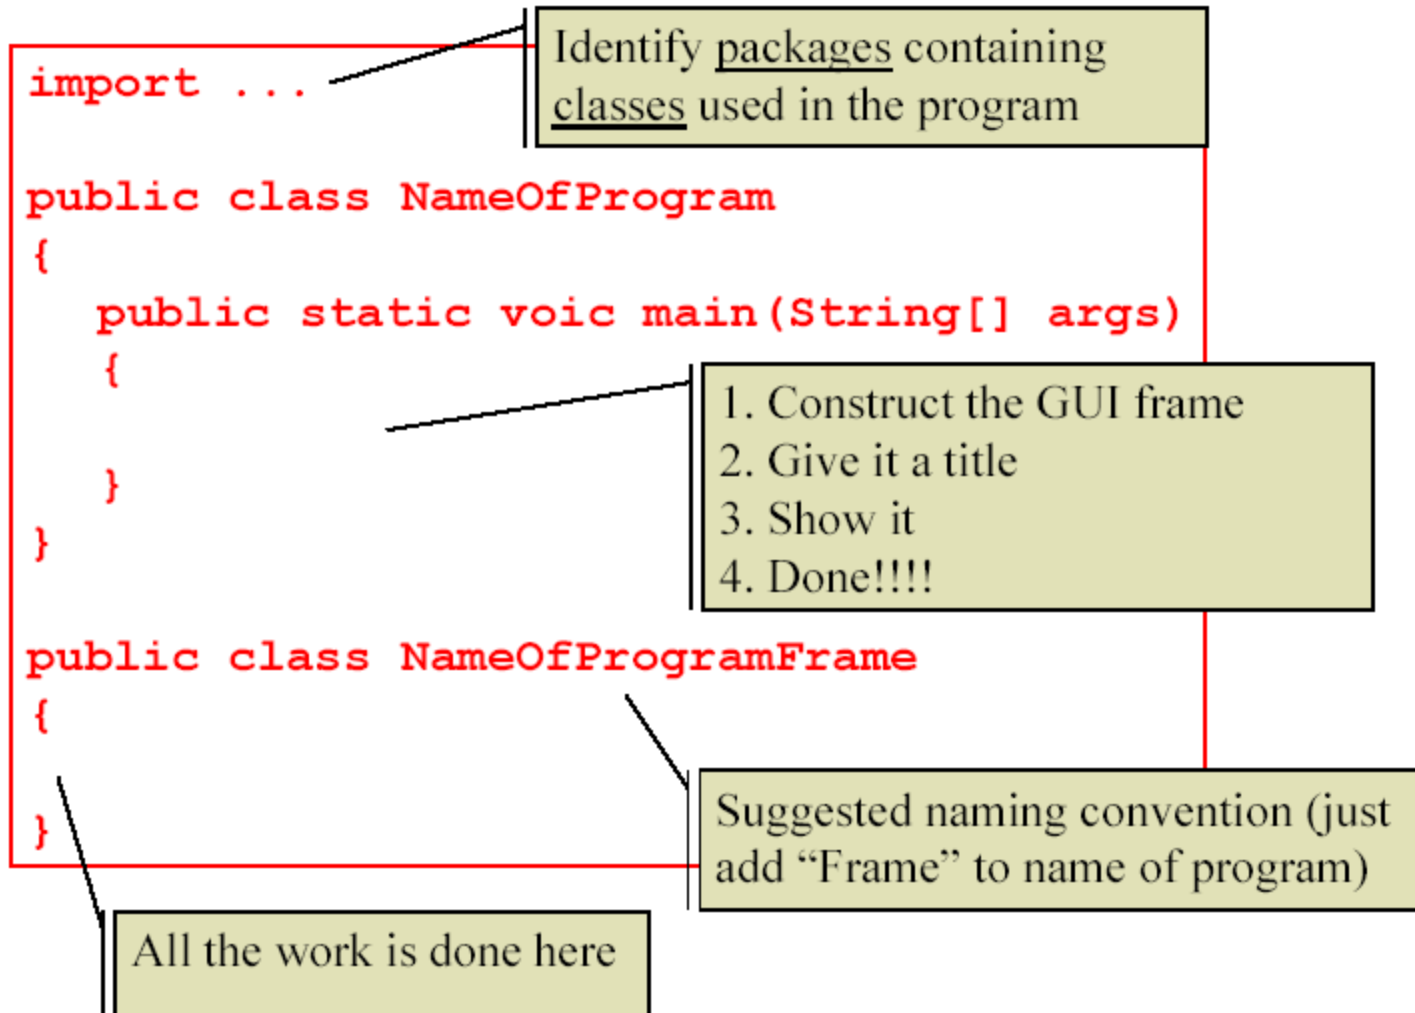 import ...
Identify packages containing
classes used in the program
public class NameOfProgram
{
public static voic main(String[] args)
{
1. Construct the GUI frame
2. Give it a title
3. Show it
4. Done!!!!
}
}
public class NameOfProgramFrame
{
Suggested naming convention (just
add “Frame” to name of program)
}
All the work is done here